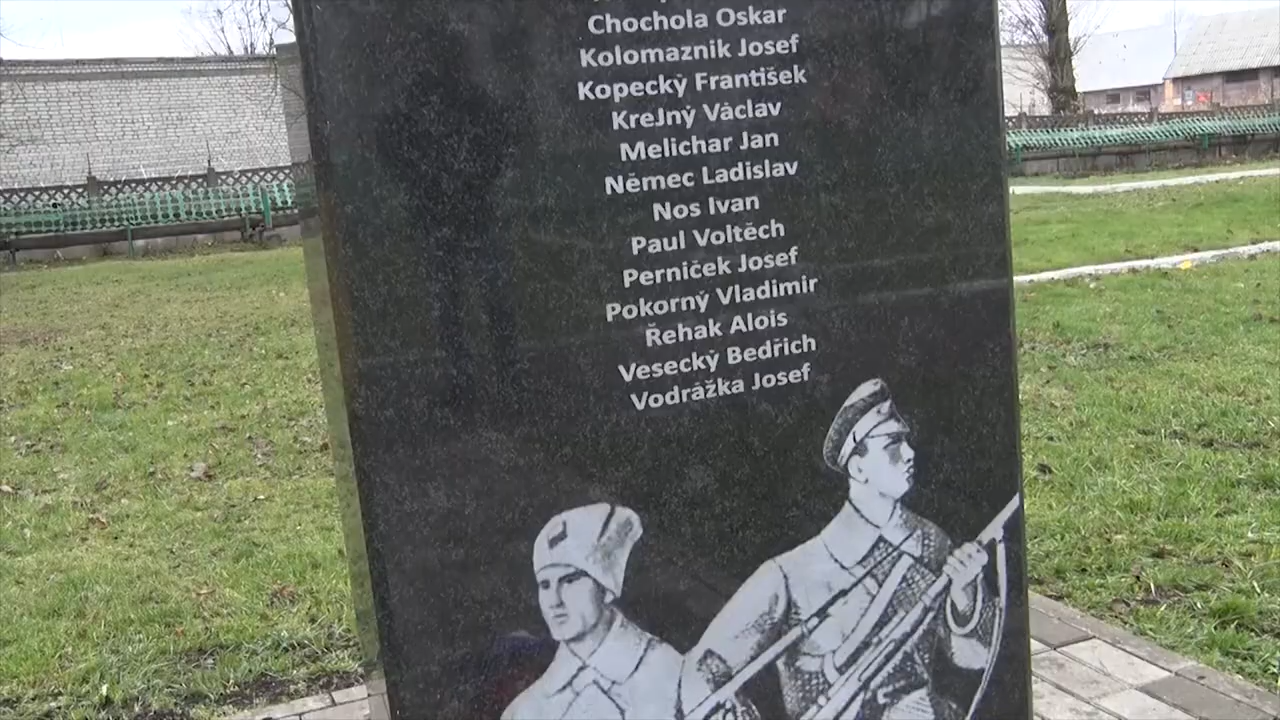 Chochola Oskar
Kolomaznik Josef
Kopecký František
KreJný Václav
Melichar Jan
Němec Ladislav
Nos Ivan
Paul Voltěch
Perniček Josef
Pokorný Vladimir
Řehak Alois
Vesecký Bedřich
Vodrážka Josef